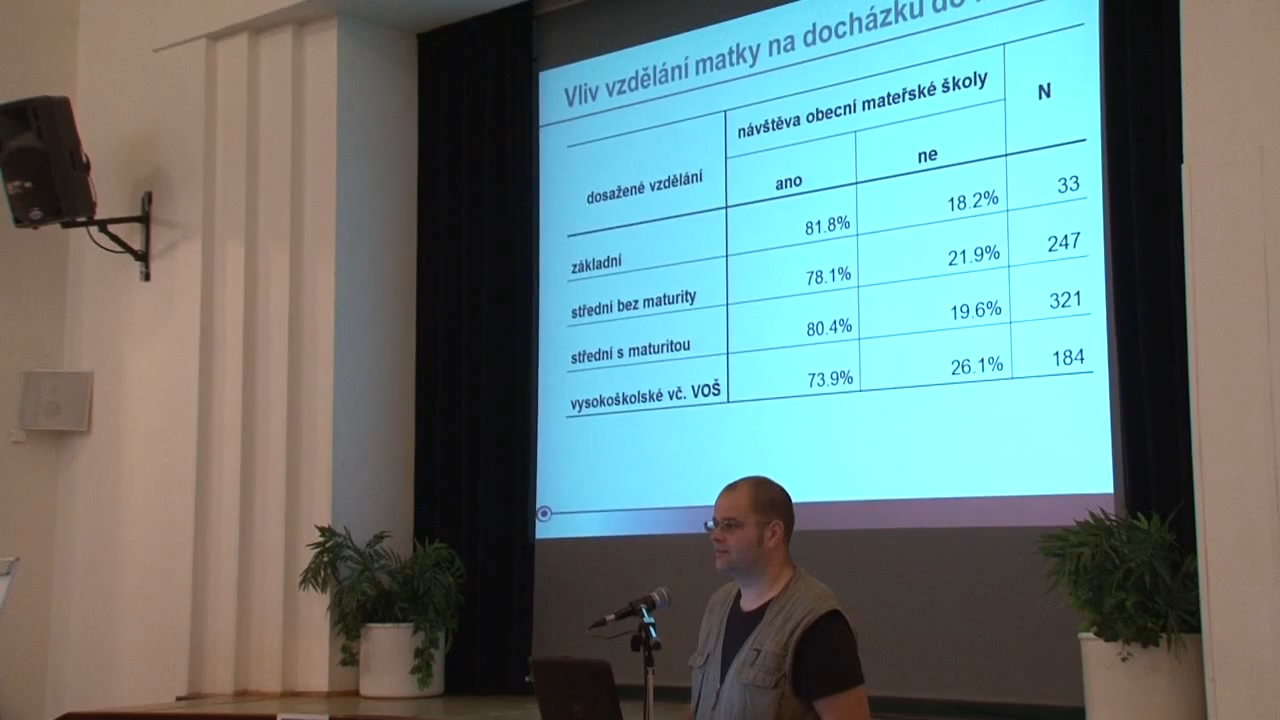 Vliv vzdělání matky na docházku do
dosažené vzdělání návštěva obecní mateřské školy N
ano ne
základní 81.8% 18.2% 33
střední bez maturity 78.1% 21.9% 247
střední s maturitou 80.4% 19.6% 321
vysokoškolské vč. VOŠ 73.9% 26.1% 184